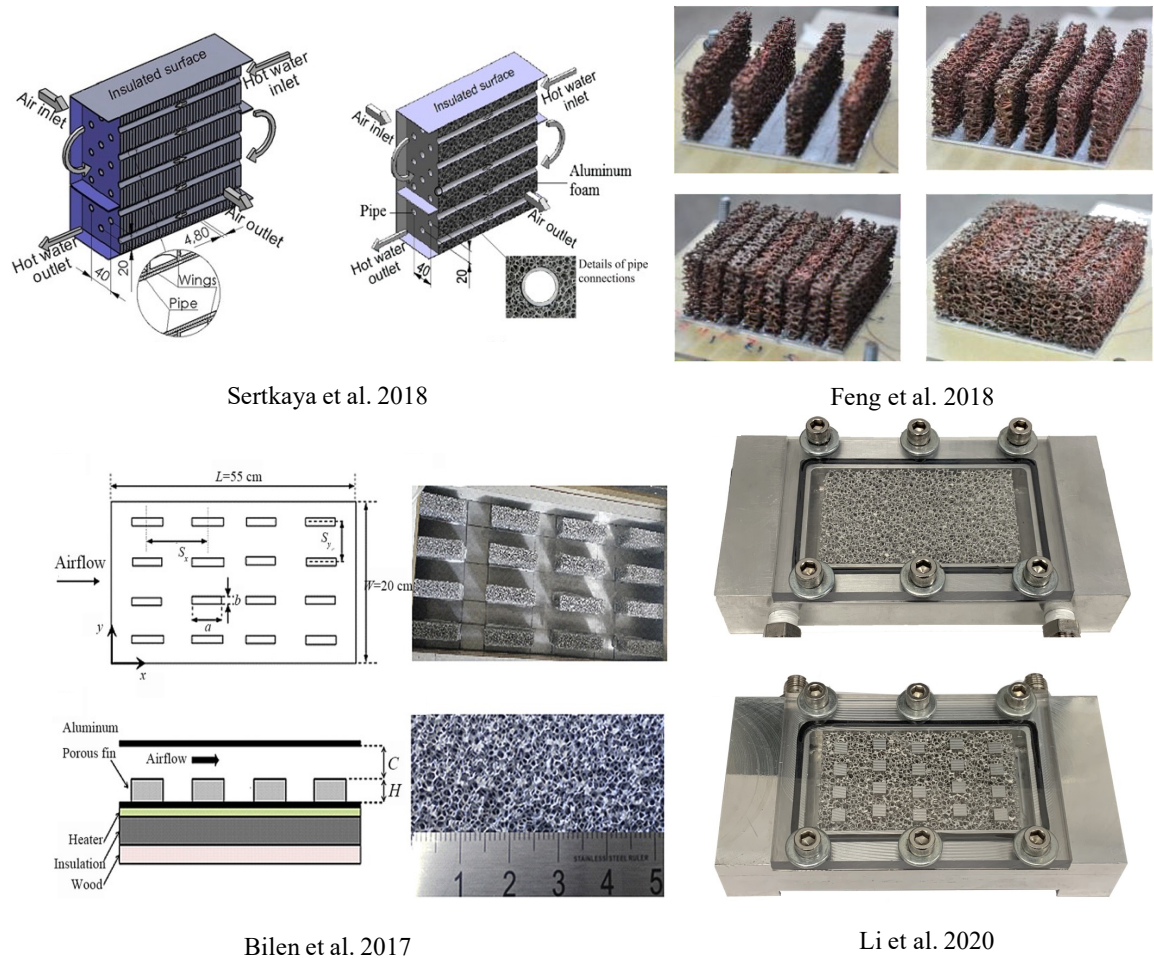 Insulated surface
Hot water
inlet
Air inlet
Air outlet
4,80
Hot water
outlet
40
20
Wings
Pipe
Insulated surface
Hot water
inlet
Air inlet
Aluminum
foam
Pipe
Air outlet
Hot water
outlet
40
20
Details of pipe
connections
Sertkaya et al. 2018
Feng et al. 2018
L=55 cm
Airflow
Sx
Sy
W=20 cm
b
a
y
x
Aluminum
Porous fin
Airflow
C
H
Heater
Insulation
Wood
STAINLESS STEEL RULER
1 2 3 4 5
Bilen et al. 2017
Li et al. 2020